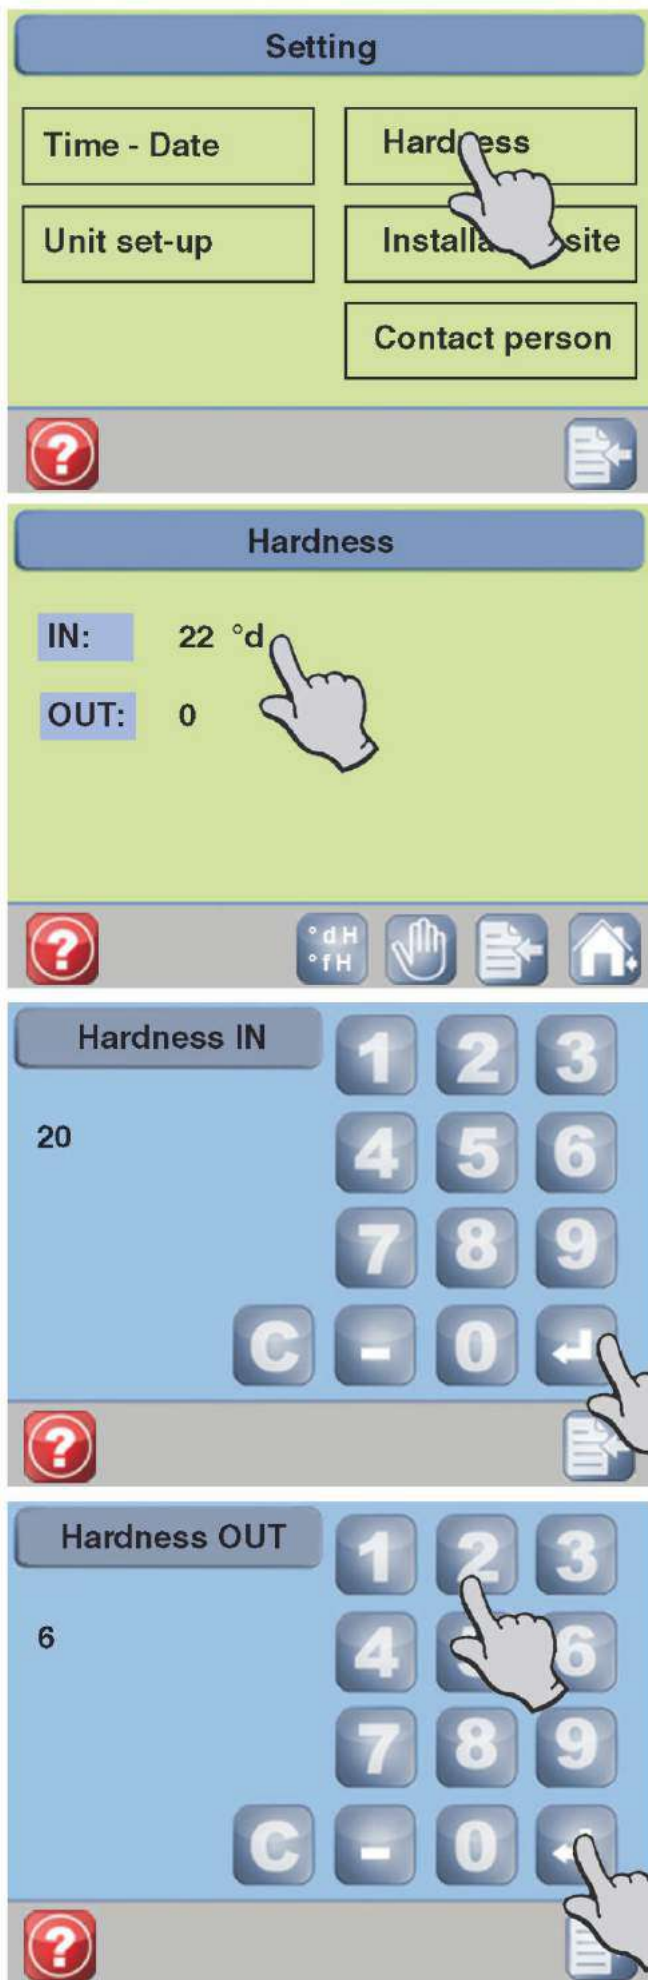 Setting
Time - Date
Hardness
Unit set-up
Installa site
Contact person
?
Hardness
IN: 22 °d
OUT: 0
? °dH
°fH
Hardness IN
1 2 3
20
4 5 6
7 8 9
C - 0
?
Hardness OUT
1 2 3
6
4 6
7 8 9
C - 0
?